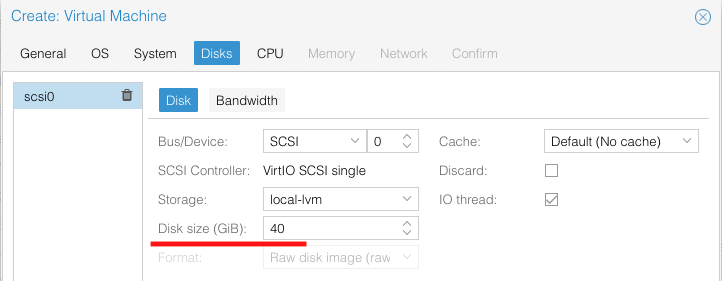 Create: Virtual Machine
General OS System Disks CPU Memory Network Confirm
scsi0
Disk Bandwidth
Bus/Device: SCSI 0 Cache: Default (No cache)
SCSI Controller: VirtIO SCSI single Discard:
Storage: local-lvm IO thread:
Disk size (GiB): 40
Format: Raw disk image (raw